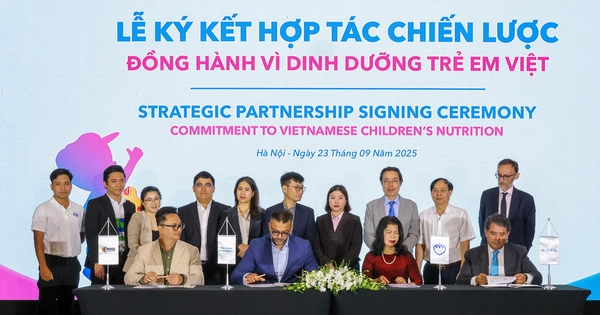 LỄ KÝ KẾT HỢP TÁC CHIẾN LƯỢC
ĐỒNG HÀNH VÌ DINH DƯỠNG TRẺ EM VIỆT
STRATEGIC PARTNERSHIP SIGNING CEREMONY
COMMITMENT TO VIETNAMESE CHILDREN'S NUTRITION
Hà Nội - Ngày 23 Tháng 09 Năm 2025